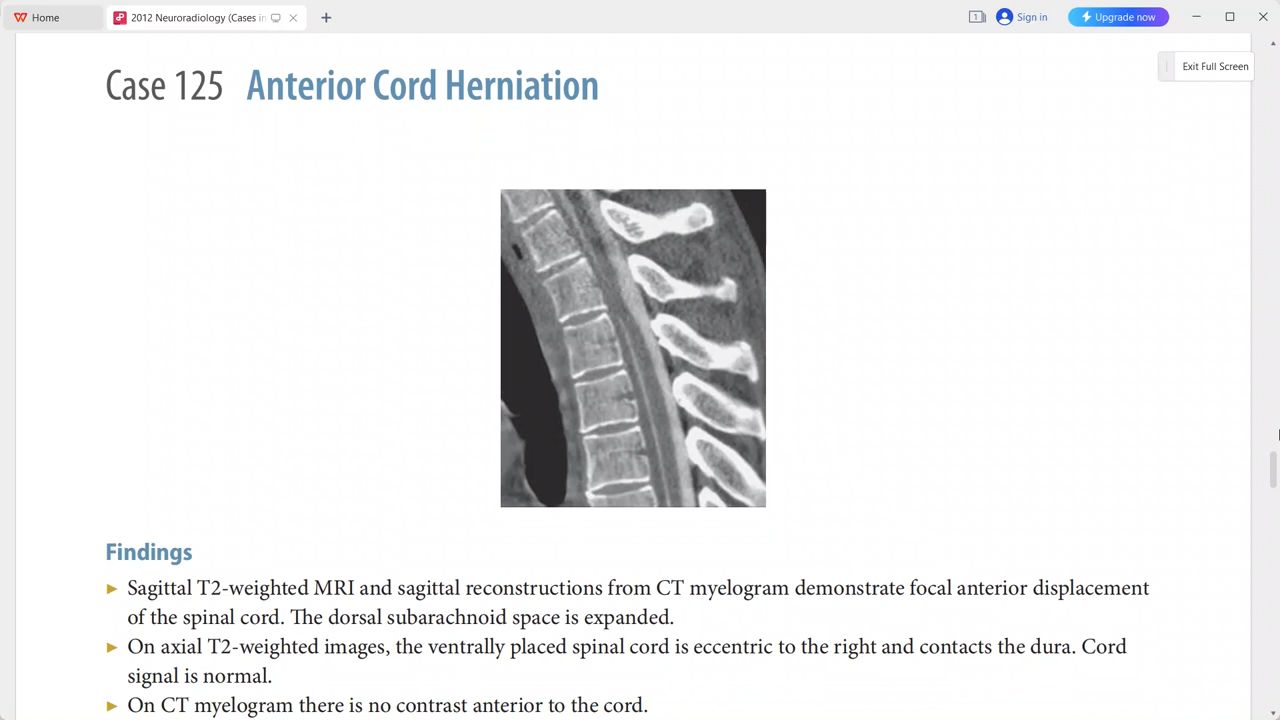 Home
2012 Neuroradiology (Cases in
1
Sign in
Upgrade now
Exit Full Screen
Case 125 Anterior Cord Herniation
Findings
► Sagittal T2-weighted MRI and sagittal reconstructions from CT myelogram demonstrate focal anterior displacement
of the spinal cord. The dorsal subarachnoid space is expanded.
► On axial T2-weighted images, the ventrally placed spinal cord is eccentric to the right and contacts the dura. Cord
signal is normal.
► On CT myelogram there is no contrast anterior to the cord.